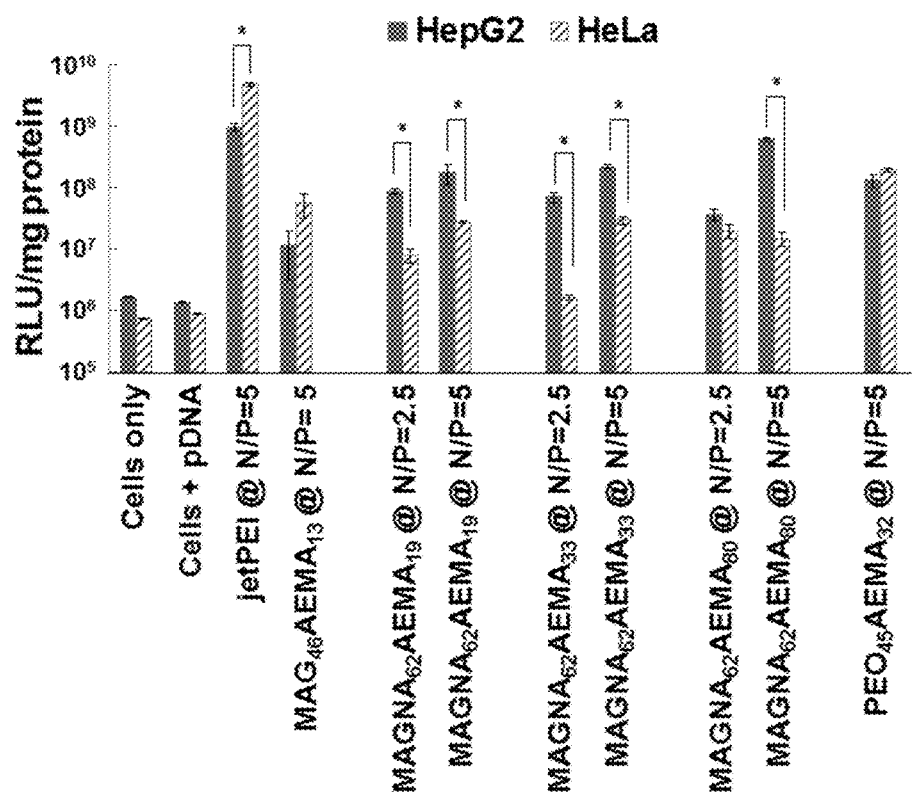 HepG2 HeLa
RLU/mg protein
10¹⁰
10⁹
10⁸
10⁷
10⁶
10⁵
* * * * * *
Cells only
Cells + pDNA
jetPEI @ N/P=5
MAG₄₆AEMA₁₃ @ N/P= 5
MAGNA₆₂AEMA₁₉ @ N/P=2.5
MAGNA₆₂AEMA₁₉ @ N/P=5
MAGNA₆₂AEMA₃₃ @ N/P=2.5
MAGNA₆₂AEMA₃₃ @ N/P=5
MAGNA₆₂AEMA₆₀ @ N/P=2.5
MAGNA₆₂AEMA₆₀ @ N/P=5
PEO₄₅AEMA₃₂ @ N/P=5